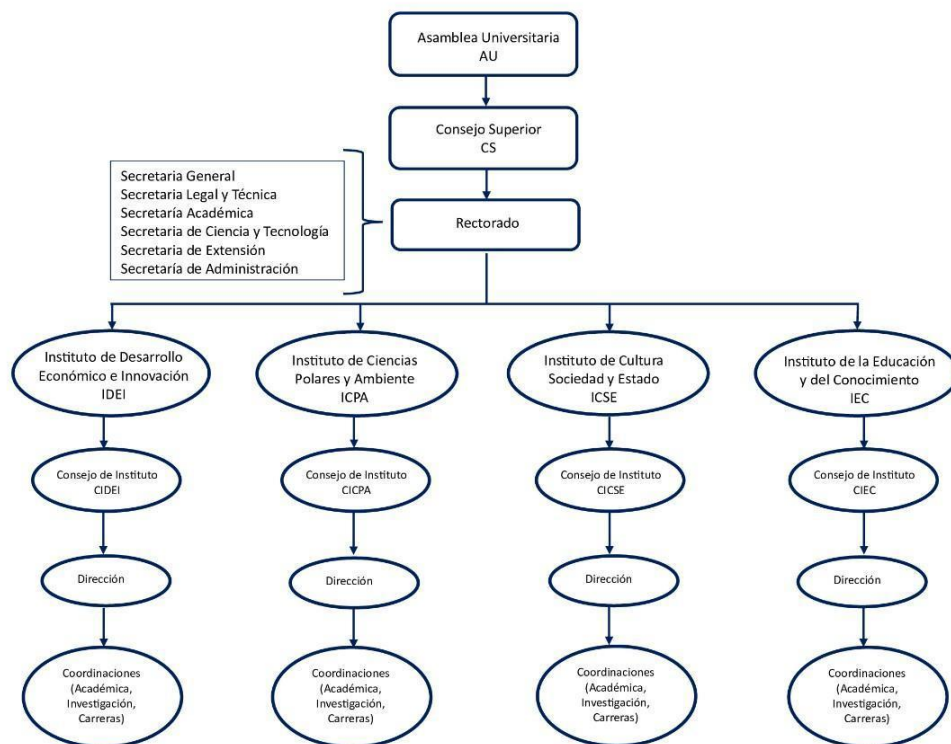 Asamblea Universitaria
AU
Consejo Superior
CS
Secretaria General
Secretaria Legal y Técnica
Secretaría Académica
Secretaria de Ciencia y Tecnología
Secretaria de Extensión
Secretaría de Administración
Rectorado
Instituto de Desarrollo
Económico e Innovación
IDEI
Instituto de Ciencias
Polares y Ambiente
ICPA
Instituto de Cultura
Sociedad y Estado
ICSE
Instituto de la Educación
y del Conocimiento
IEC
Consejo de Instituto
CIDEI
Consejo de Instituto
CICPA
Consejo de Instituto
CICSE
Consejo de Instituto
CIEC
Dirección
Dirección
Dirección
Dirección
Coordinaciones
(Académica,
Investigación,
Carreras)
Coordinaciones
(Académica,
Investigación,
Carreras)
Coordinaciones
(Académica,
Investigación,
Carreras)
Coordinaciones
(Académica,
Investigación,
Carreras)